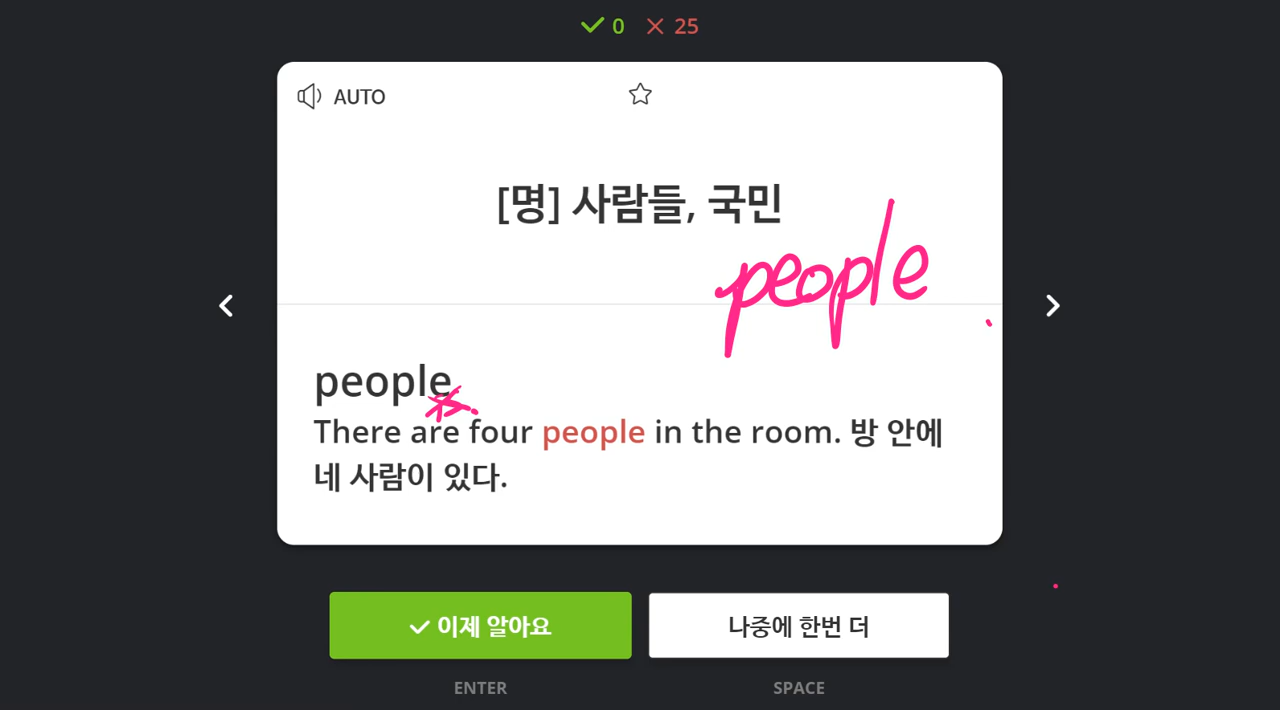 0 25
AUTO
[명] 사람들, 국민
people
people
There are four people in the room. 방 안에
네 사람이 있다.
이제 알아요 나중에 한번 더
ENTER SPACE